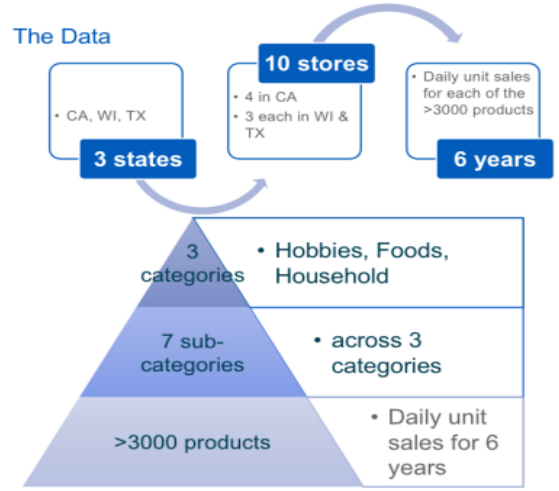 The Data
• CA, WI, TX
3 states
10 stores
• 4 in CA
• 3 each in WI &
TX
• Daily unit sales
for each of the
>3000 products
6 years
3
categories
• Hobbies, Foods,
Household
7 sub-
categories
• across 3
categories
>3000 products
• Daily unit
sales for 6
years